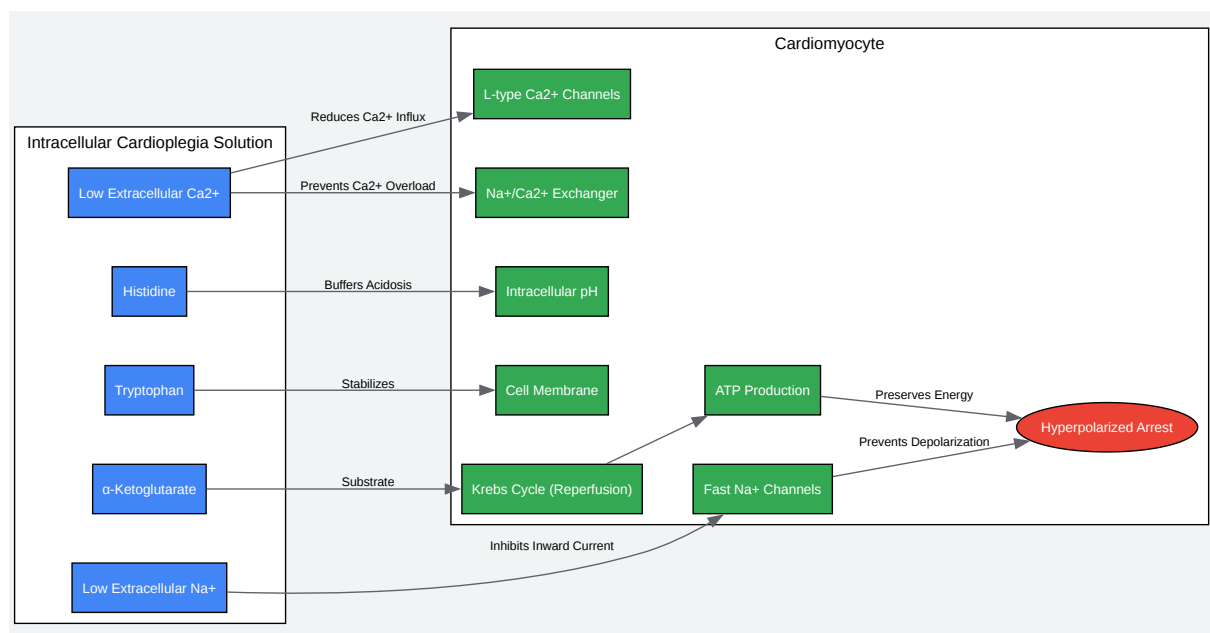 Cardiomyocyte
L-type Ca2+ Channels
Reduces Ca2+ Influx
Intracellular Cardioplegia Solution
Low Extracellular Ca2+
Prevents Ca2+ Overload
Na+/Ca2+ Exchanger
Histidine
Buffers Acidosis
Intracellular pH
Tryptophan
Stabilizes
Cell Membrane
ATP Production
Preserves Energy
Hyperpolarized Arrest
Prevents Depolarization
α-Ketoglutarate
Substrate
Krebs Cycle (Reperfusion)
Fast Na+ Channels
Inhibits Inward Current
Low Extracellular Na+